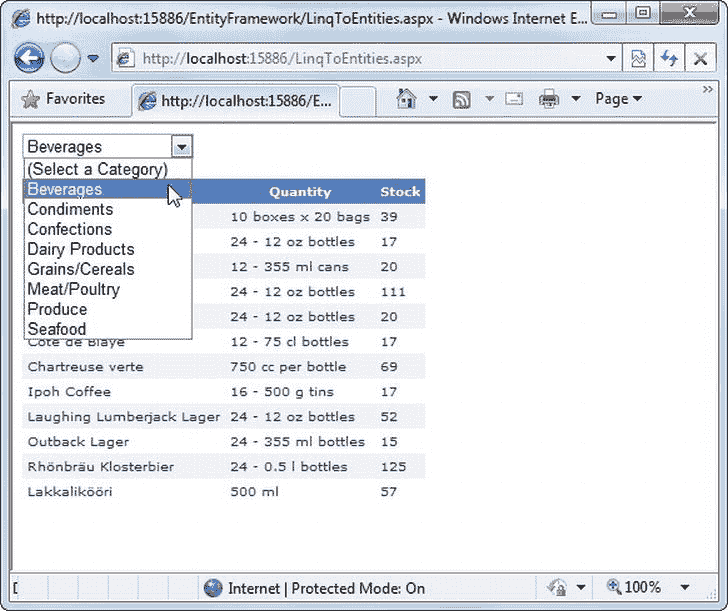 http://localhost:15886/EntityFramework/LinqToEntities.aspx - Windows Internet E...
http://localhost:15886/LinqToEntities.aspx
Favorites
http://localhost:15886/E...
Page
»
Beverages
(Select a Category)
Beverages Quantity Stock
Condiments 10 boxes x 20 bags 39
Confections
24 - 12 oz bottles 17
Dairy Products
Grains/Cereals 12 - 355 ml cans 20
Meat/Poultry 24 - 12 oz bottles 111
Produce 24 - 12 oz bottles 20
Seafood
Côte de Blaye 12 - 75 cl bottles 17
Chartreuse verte 750 cc per bottle 69
Ipoh Coffee 16 - 500 g tins 17
Laughing Lumberjack Lager 24 - 12 oz bottles 52
Outback Lager 24 - 355 ml bottles 15
Rhönbräu Klosterbier 24 - 0.5 l bottles 125
Lakkalikööri 500 ml 57
Internet | Protected Mode: On 100%